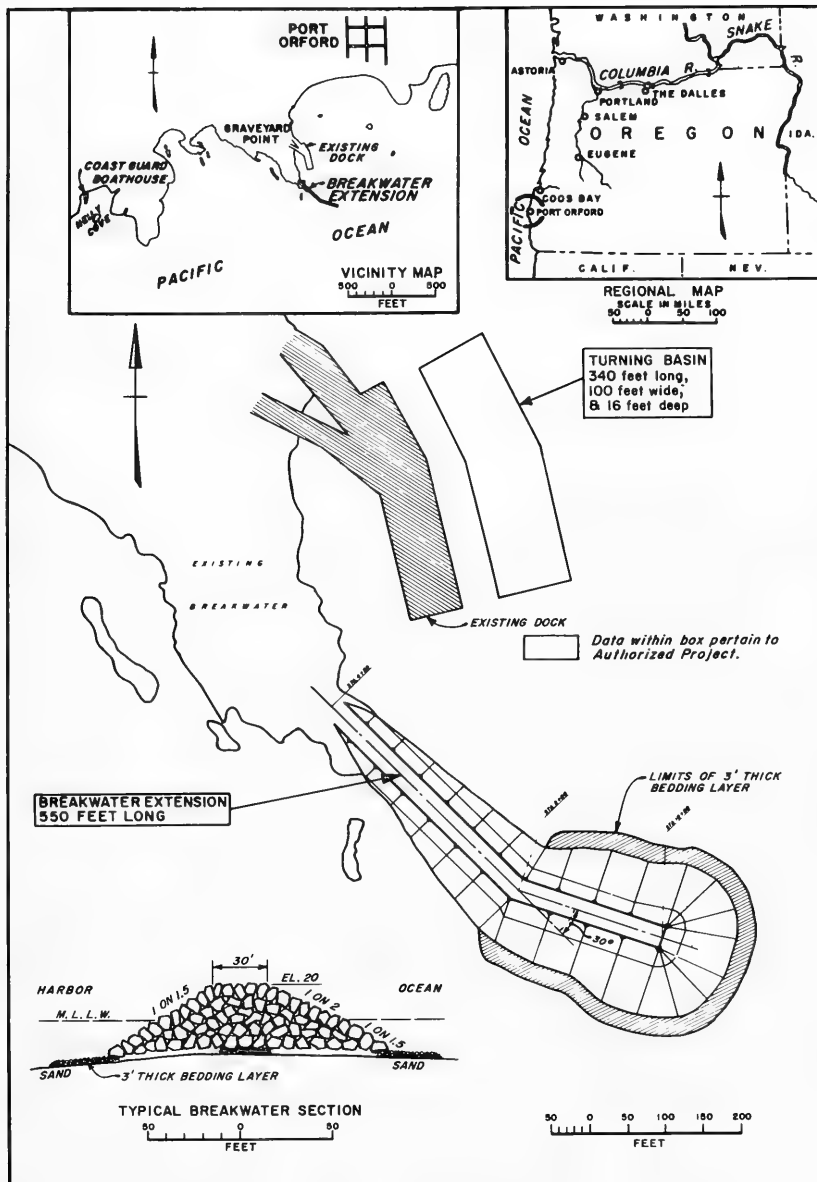 PORT
ORFORD
GRAVEYARD
POINT
EXISTING
DOCK
COAST GUARD
BOATHOUSE
BREAKWATER
EXTENSION
NELLY
COVE
OCEAN
PACIFIC
VICINITY MAP
500 0 500
FEET
WASHINGTON
SNAKE
R.
ASTORIA
COLUMBIA R.
THE DALLES
PORTLAND
SALEM
OREGON
IDA.
EUGENE
OCEAN
COOS BAY
PORT ORFORD
PACIFIC
CALIF. NEV.
REGIONAL MAP
SCALE IN MILES
50 0 50 100
TURNING BASIN
340 feet long,
100 feet wide,
& 16 feet deep
EXISTING
BREAKWATER
EXISTING DOCK
Data within box pertain to
Authorized Project.
BREAKWATER EXTENSION
550 FEET LONG
LIMITS OF 3' THICK
BEDDING LAYER
30°
30'
EL. 20
HARBOR
OCEAN
1 ON 1.5
1 ON 2
M.L.L.W.
1 ON 1.5
SAND
SAND
3' THICK BEDDING LAYER
TYPICAL BREAKWATER SECTION
50 0 50
FEET
50 0 50 100 150 200
FEET